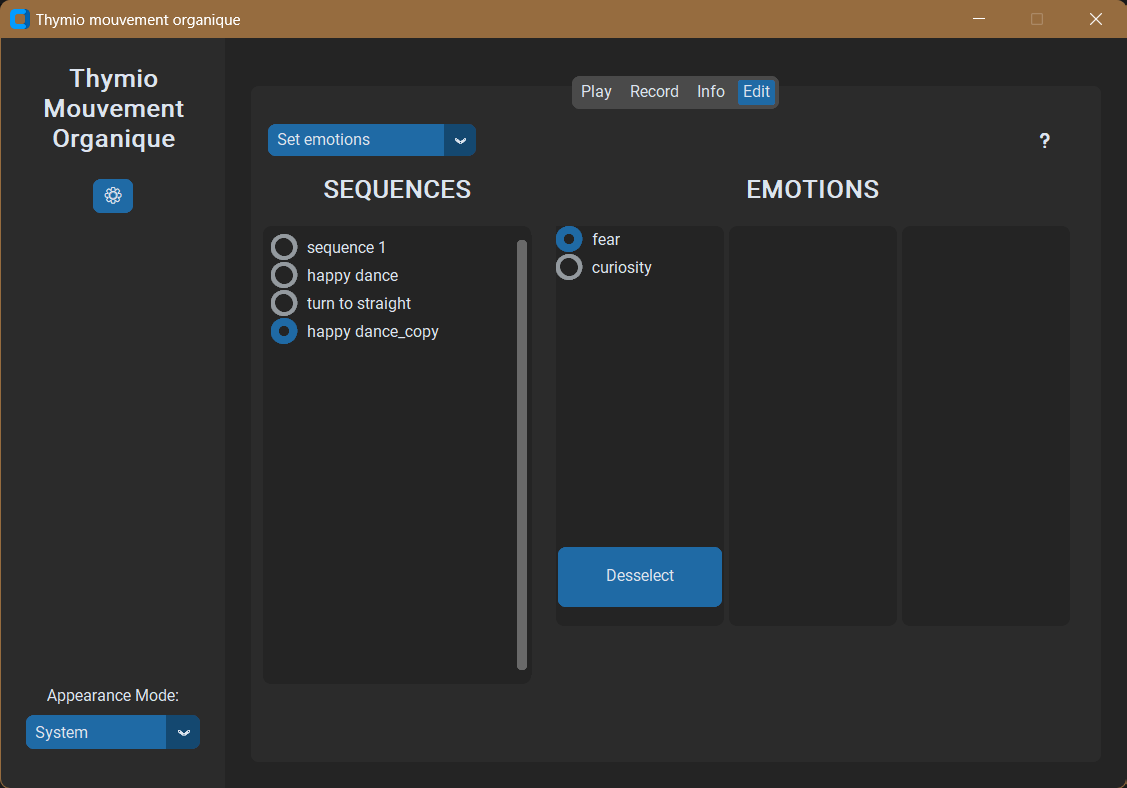 Thymio mouvement organique
Thymio
Mouvement
Organique
Play Record Info Edit
Set emotions
?
SEQUENCES
EMOTIONS
sequence 1
happy dance
turn to straight
happy dance_copy
fear
curiosity
Desselect
Appearance Mode:
System